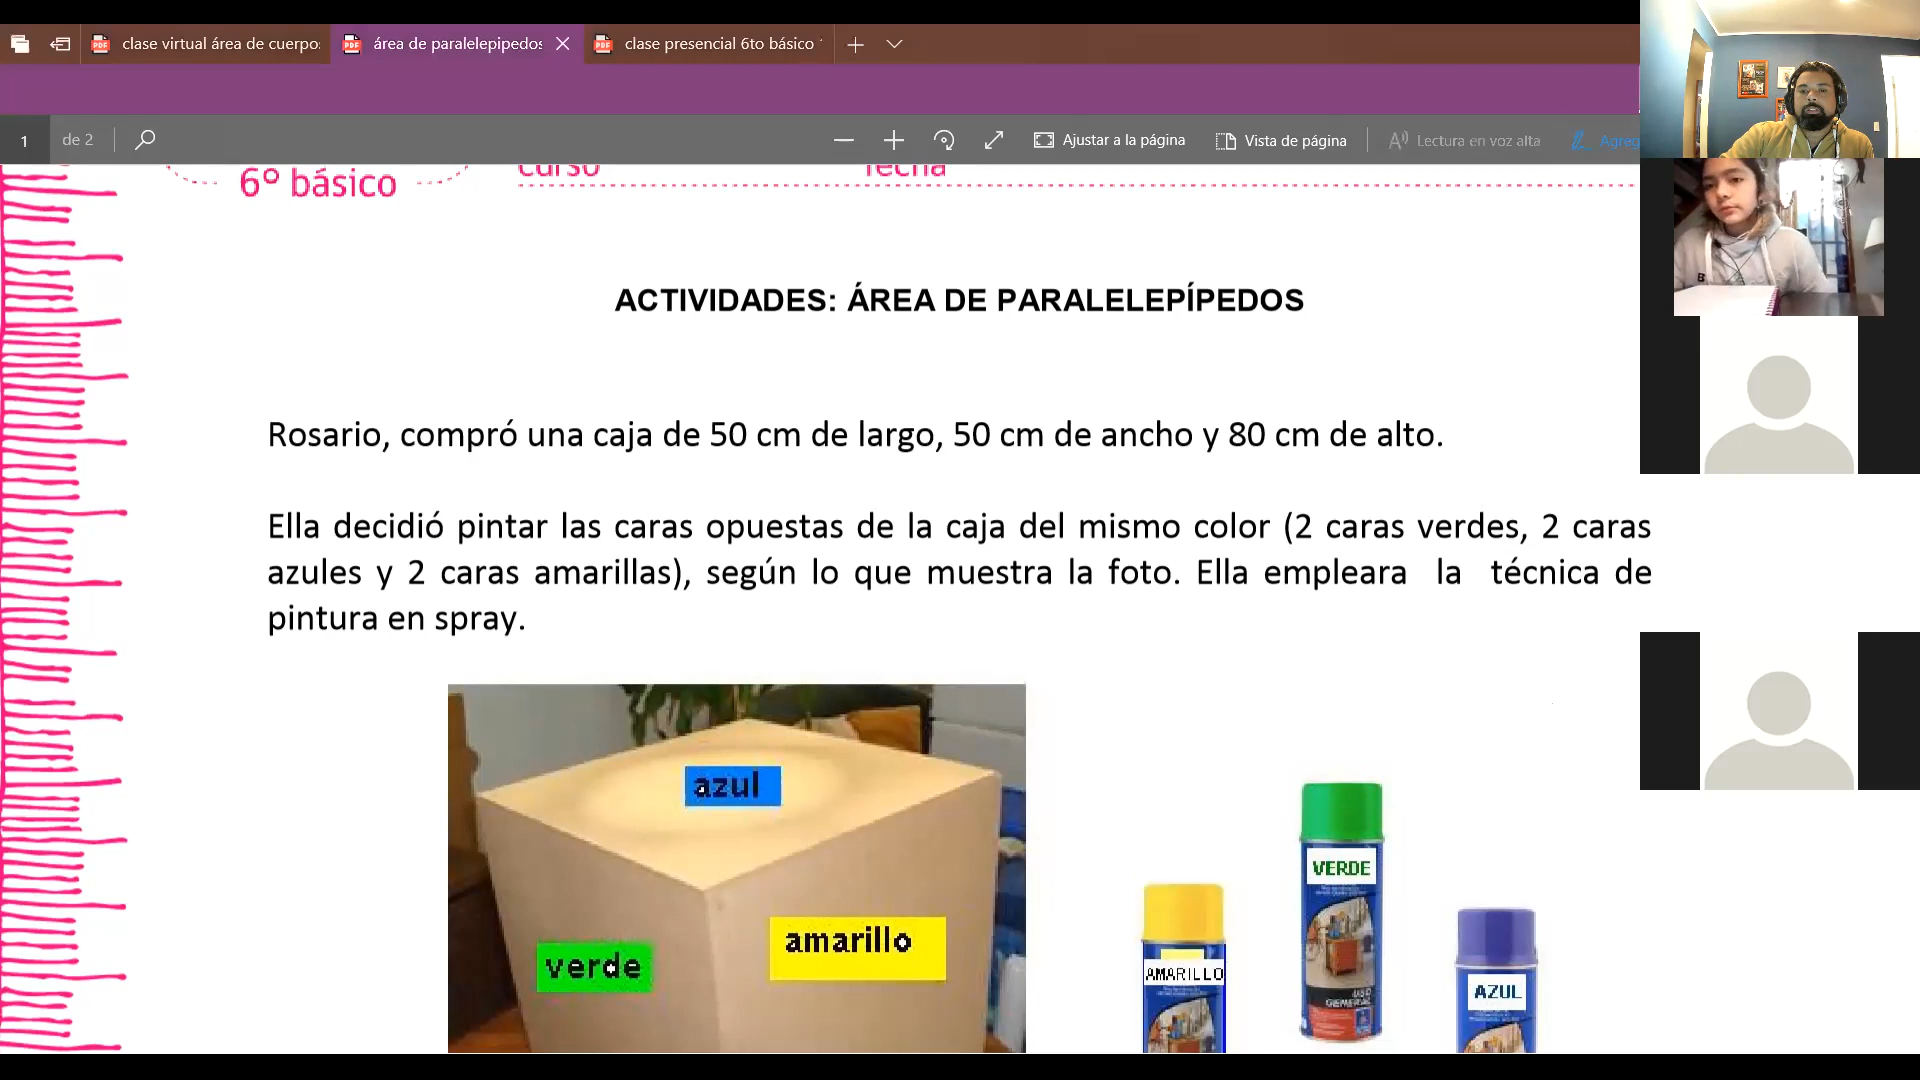 clase virtual área de cuerpo
área de paralelepipedos
clase presencial 6to básico
1 de 2
Ajustar a la página
Vista de página
Lectura en voz alta
Agreg
6º básico
curso
fecha
ACTIVIDADES: ÁREA DE PARALELEPÍPEDOS
Rosario, compró una caja de 50 cm de largo, 50 cm de ancho y 80 cm de alto.
Ella decidió pintar las caras opuestas de la caja del mismo color (2 caras verdes, 2 caras
azules y 2 caras amarillas), según lo que muestra la foto. Ella empleara la técnica de
pintura en spray.
azul
verde
amarillo
AMARILLO
VERDE
AZUL